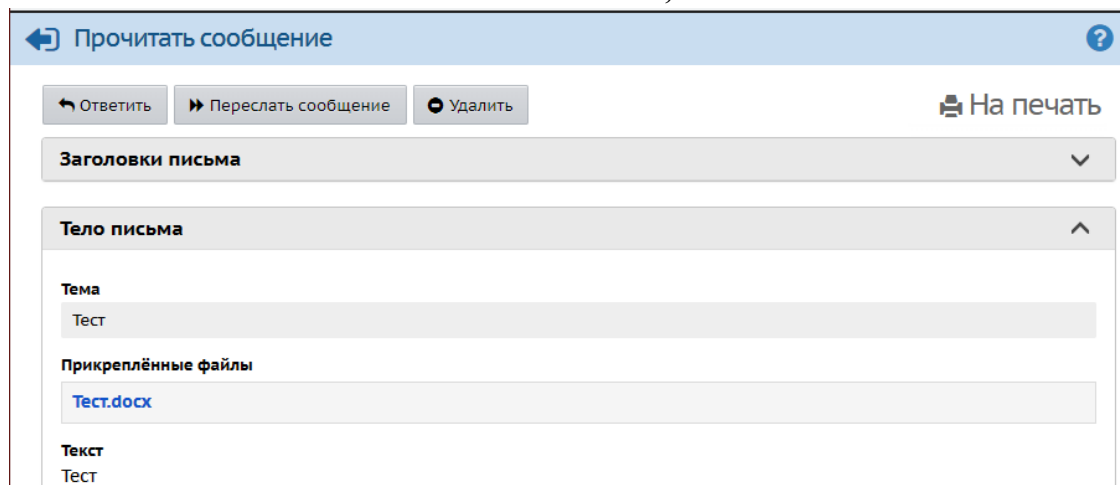 Прочитать сообщение
Ответить Переслать сообщение Удалить На печать
Заголовки письма
Тело письма
Тема
Тест
Прикреплённые файлы
Тест.docx
Текст
Тест